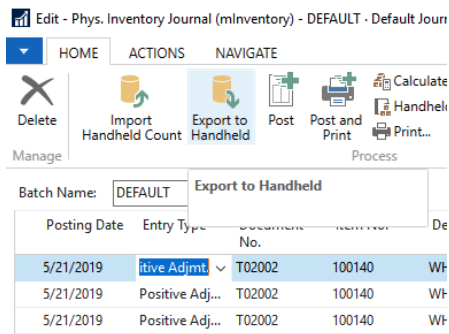 Edit - Phys. Inventory Journal (mInventory) - DEFAULT · Default Journ
HOME ACTIONS NAVIGATE
Delete
Import Handheld Count
Export to Handheld
Post
Post and Print
Calculate
Handheld
Print...
Manage
Process
Batch Name: DEFAULT
Export to Handheld
Posting Date Entry Type Document No. Item No. De
5/21/2019 itive Adjmt. T02002 100140 WH
5/21/2019 Positive Adj... T02002 100140 WH
5/21/2019 Positive Adj... T02002 100140 WH